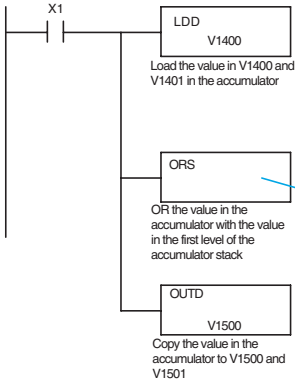 X1
LDD
V1400
Load the value in V1400 and
V1401 in the accumulator
ORS
OR the value in the
accumulator with the value
in the first level of the
accumulator stack
OUTD
V1500
Copy the value in the
accumulator to V1500 and
V1501